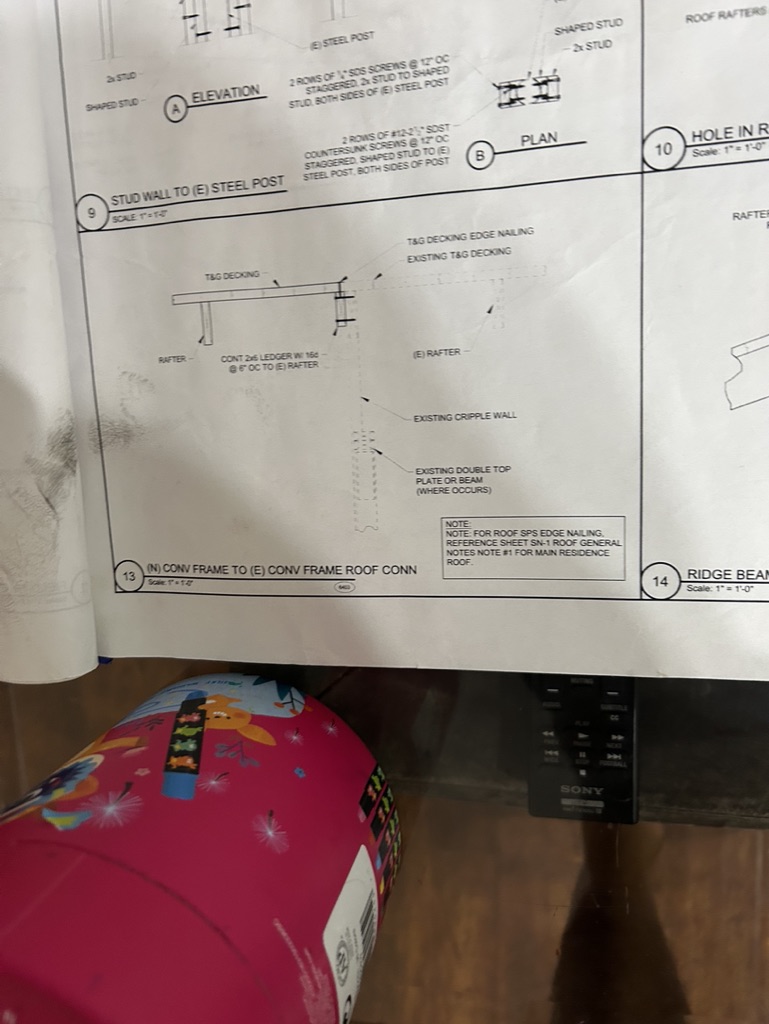 (E) STEEL POST
2x STUD
SHAPED STUD
A ELEVATION
2 ROWS OF ¼" SDS SCREWS @ 12" OC
STAGGERED, 2x STUD TO SHAPED
STUD, BOTH SIDES OF (E) STEEL POST
2 ROWS OF #12-2½" SDST
COUNTERSUNK SCREWS @ 12" OC
STAGGERED, SHAPED STUD TO (E)
STEEL POST, BOTH SIDES OF POST
SHAPED STUD
2x STUD
B PLAN
9 STUD WALL TO (E) STEEL POST
SCALE: 1" = 1'-0"
ROOF RAFTERS
10 HOLE IN R
Scale: 1" = 1'-0"
T&G DECKING EDGE NAILING
EXISTING T&G DECKING
T&G DECKING
RAFTER
CONT 2x6 LEDGER W/ 16d
@ 6" OC TO (E) RAFTER
(E) RAFTER
EXISTING CRIPPLE WALL
EXISTING DOUBLE TOP
PLATE OR BEAM
(WHERE OCCURS)
NOTE:
NOTE: FOR ROOF SPS EDGE NAILING,
REFERENCE SHEET SN-1 ROOF GENERAL
NOTES NOTE #1 FOR MAIN RESIDENCE
ROOF.
13 (N) CONV FRAME TO (E) CONV FRAME ROOF CONN
Scale: 1" = 1'-0"
RAFTER
14 RIDGE BEAM
Scale: 1" = 1'-0"
SUBTITLE
CC
PLAY
NEXT
SONY